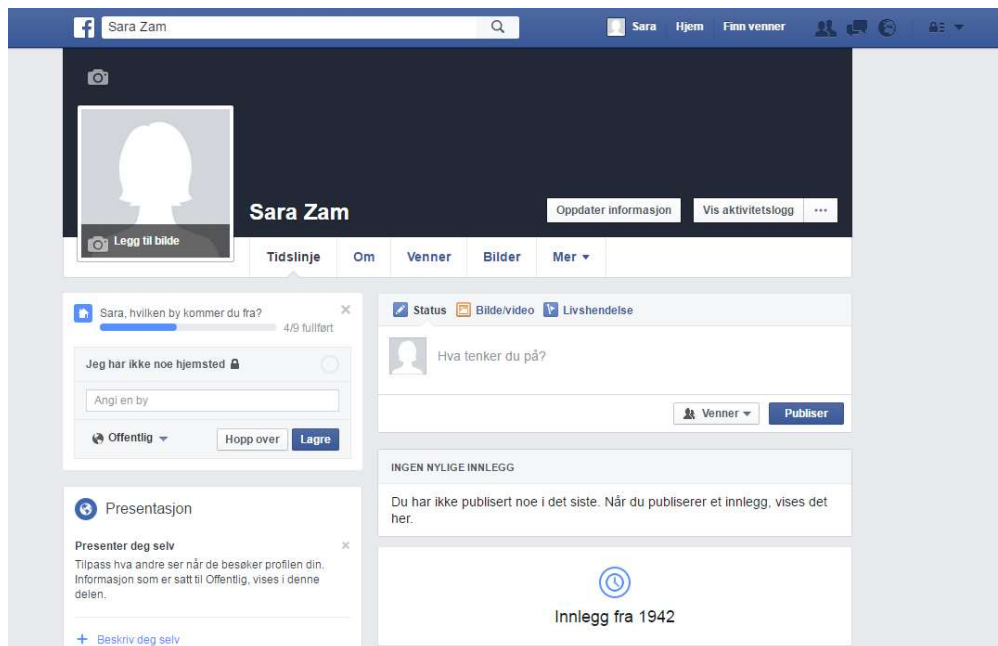 Sara Zam
Sara Hjem Finn venner
Sara Zam
Oppdater informasjon Vis aktivitetslogg ...
Legg til bilde
Tidslinje Om Venner Bilder Mer
Sara, hvilken by kommer du fra?
4/9 fullført
Jeg har ikke noe hjemsted
Angi en by
Offentlig Hopp over Lagre
Presentasjon
Presenter deg selv
Tilpass hva andre ser når de besøker profilen din.
Informasjon som er satt til Offentlig, vises i denne
delen.
+ Beskriv deg selv
Status Bilde/video Livshendelse
Hva tenker du på?
Venner Publiser
INGEN NYLIGE INNLEGG
Du har ikke publisert noe i det siste. Når du publiserer et innlegg, vises det
her.
Innlegg fra 1942